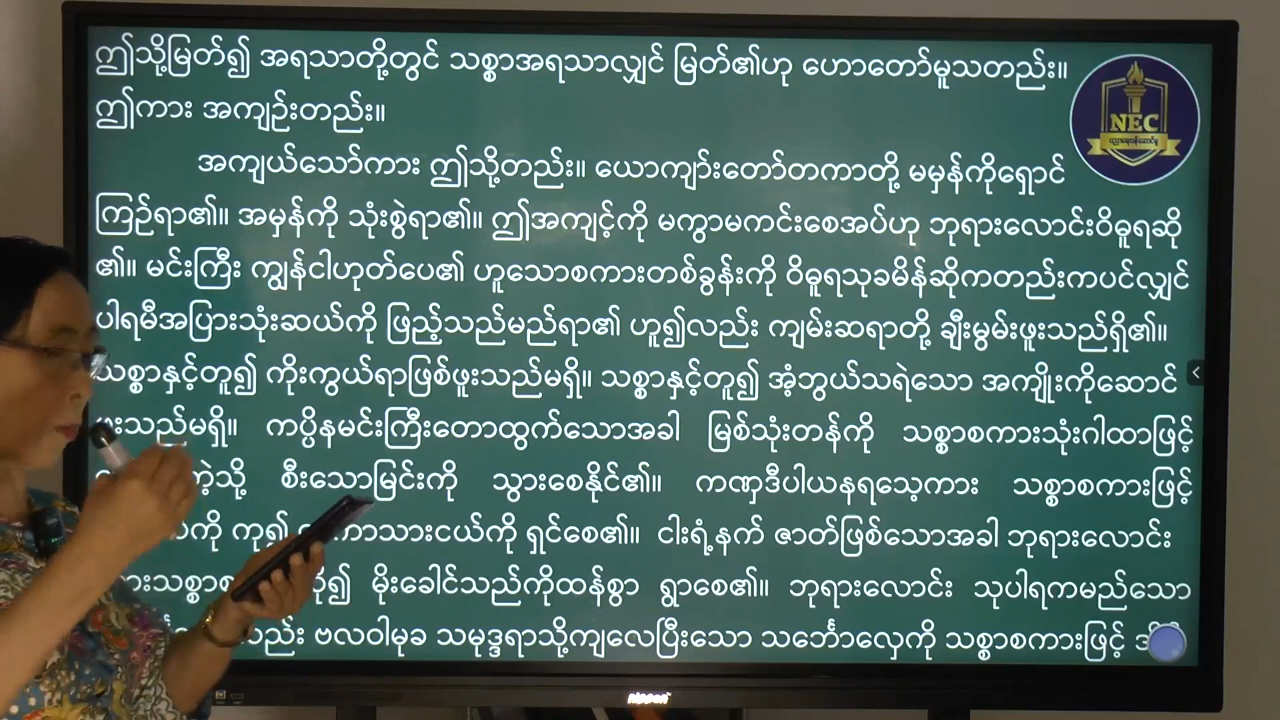 ဤသို့မြတ်၍ အရသာတို့တွင် သစ္စာအရသာလျှင် မြတ်၏ဟု ဟောတော်မူသတည်း။
ဤကား အကျဉ်းတည်း။
အကျယ်သော်ကား ဤသို့တည်း။ ယောကျာ်းတော်တကာတို့ မမှန်ကိုရှောင်
ကြဉ်ရာ၏။ အမှန်ကို သုံးစွဲရာ၏။ ဤအကျင့်ကို မကွာမကင်းစေအပ်ဟု ဘုရားလောင်းဝိဓူရဆို
၏။ မင်းကြီး ကျွန်ငါဟုတ်ပေ၏ ဟူသောစကားတစ်ခွန်းကို ဝိဓူရသုခမိန်ဆိုကတည်းကပင်လျှင်
ပါရမီအပြားသုံးဆယ်ကို ဖြည့်သည်မည်ရာ၏ ဟူ၍လည်း ကျမ်းဆရာတို့ ချီးမွမ်းဖူးသည်ရှိ၏။
သစ္စာနှင့်တူ၍ ကိုးကွယ်ရာဖြစ်ဖူးသည်မရှိ။ သစ္စာနှင့်တူ၍ အံ့ဘွယ်သရဲသော အကျိုးကိုဆောင်
ဖူးသည်မရှိ။ ကပ္ပိနမင်းကြီးတောထွက်သောအခါ မြစ်သုံးတန်ကို သစ္စာစကားသုံးဂါထာဖြင့်
ကဲ့သို့ စီးသောမြင်းကို သွားစေနိုင်၏။ ကဏှဒီပါယနရသေ့ကား သစ္စာစကားဖြင့်
ကို ကု၍ သားငယ်ကို ရှင်စေ၏။ ငါးရံ့နက် ဇာတ်ဖြစ်သောအခါ ဘုရားလောင်း
မိုးခေါင်သည်ကိုထန်စွာ ရွာစေ၏။ ဘုရားလောင်း သုပါရကမည်သော
ဗလဝါမုခ သမုဒ္ဒရာသို့ကျလေပြီးသော သင်္ဘောလှေကို သစ္စာစကားဖြင့်
NEC
nippon